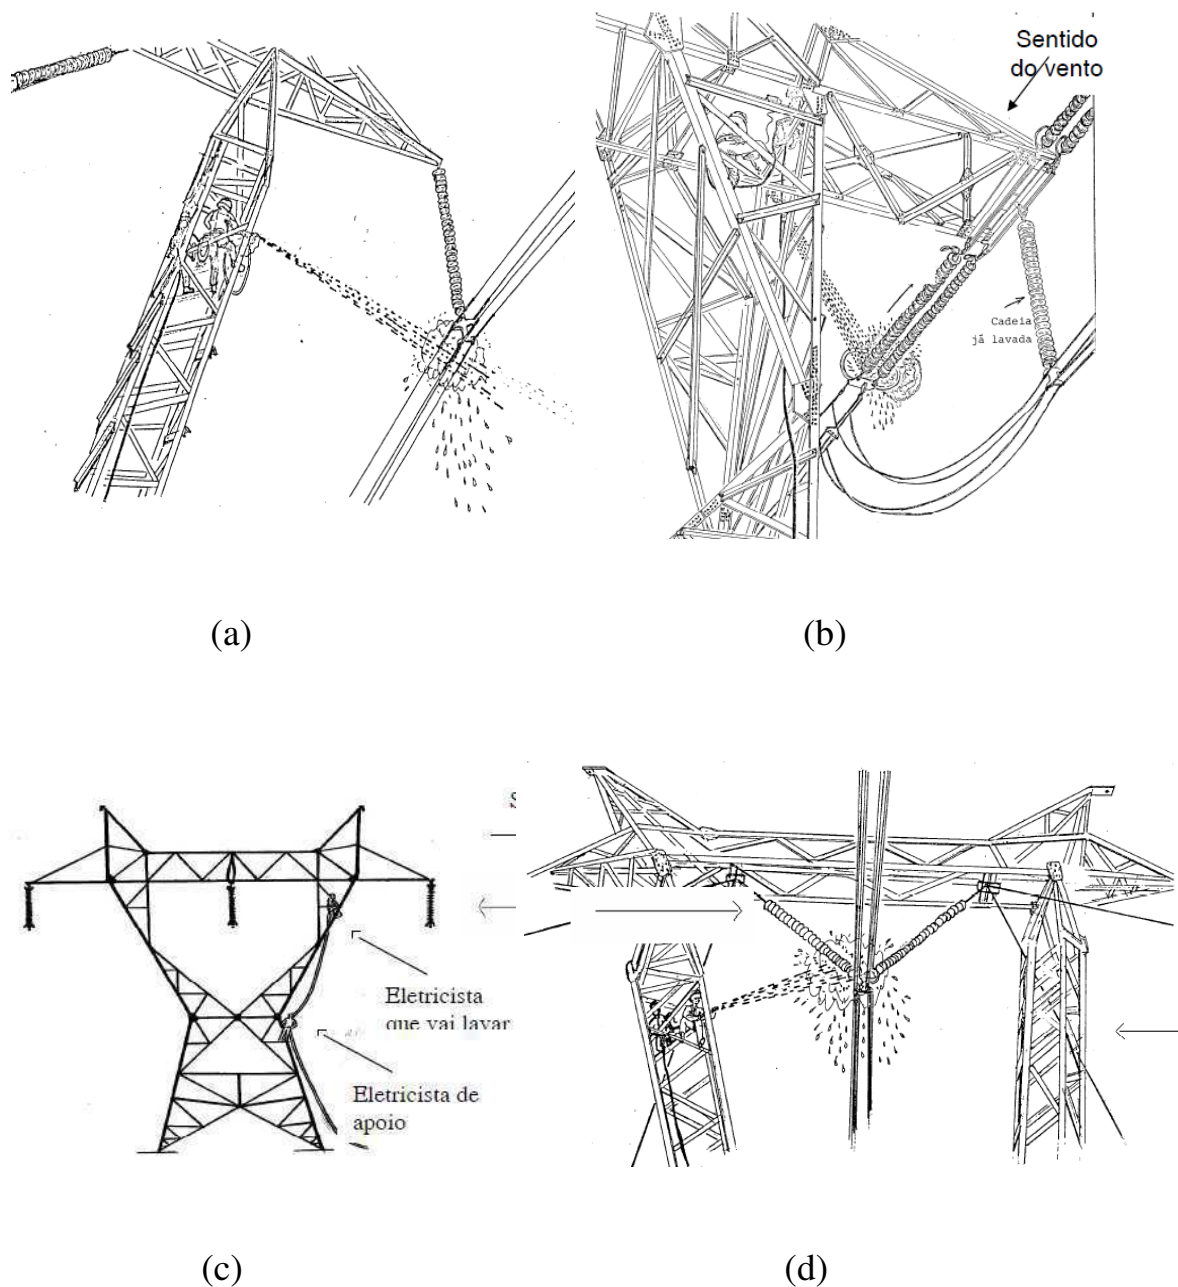 Sentido
do vento
Cadeia
já lavada
(a)
(b)
Eletricista
que vai lavar
Eletricista de
apoio
(c)
(d)